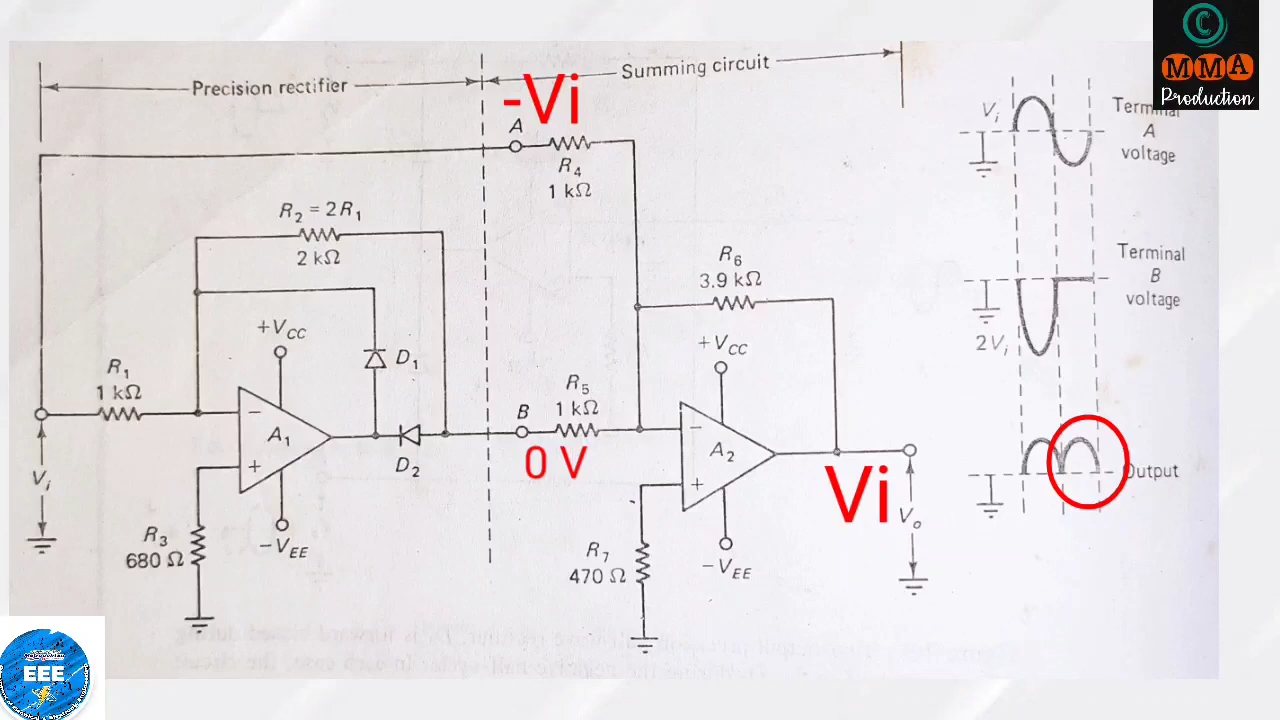 ©
MMA
Production
Precision rectifier
Summing circuit
-Vi
A
R4
1 kΩ
R2 = 2R1
2 kΩ
+VCC
D1
R1
1 kΩ
−
A1
+
D2
B
R5
1 kΩ
0 V
R6
3.9 kΩ
+VCC
−
A2
+
Vi
Vo
Vi
R3
680 Ω
−VEE
R7
470 Ω
−VEE
Vi
Terminal
A
voltage
Terminal
B
voltage
2Vi
Output
EEE